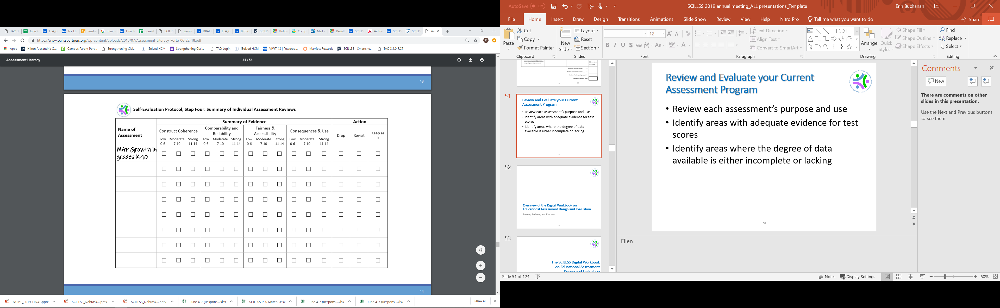 TAO 3.
June 4
ELA_G
NY EL
Resilie
mean
Final
June 4
SCILLS
www.
DRAF
ELA_G
Birthd
SCILLS
Holida
Comp
Mail -
Dewit
SCILLS
Airline
SCILLS
SCILLS
As
https://www.scillsspartners.org/wp-content/uploads/2018/07/Assessment-Literacy_Forte_06-22-18.pdf
Apps Hilton Alexandria O... Campus Parent Port... Strengthening Clai... iSolved HCM Strengthening Clai... TAO Login iSolved HCM VIWT #3 | Powered... Marriott Rewards SCILLSS - Smartshe... TAO 3.1.0-RC7
Assessment Literacy 44 / 54
43
Self-Evaluation Protocol, Step Four: Summary of Individual Assessment Reviews
Name of
Assessment
Summary of Evidence
Action
Construct Coherence
Comparability and
Reliability
Fairness &
Accessibility
Consequences & Use
Low Moderate Strong Low Moderate Strong Low Moderate Strong Low Moderate Strong
0-6 7-10 11-14 0-6 7-10 11-14 0-6 7-10 11-14 0-6 7-10 11-14
Drop
Revisit
Keep as
is
MAP Growth in
grades K-10
44
NCME_2019-FINAL.pptx SCILLSS_Nebrask....pptx SCILLSS_Nebrask....pptx June 4-7 (Respons....xlsx SCILSS PLS Mater....xlsx June 4-7 (Respons....xlsx June 4-7 (Respons....xlsx Show all
AutoSave Off SCILLSS 2019 annual meeting_ALL presentations_Template Erin Buchanan
File Home Insert Draw Design Transitions Animations Slide Show Review View Help Nitro Pro Tell me what you want to do Share
Paste
Cut
Copy
Format Painter
Clipboard
New
Slide
Layout
Reset
Section
Slides
12
B I U S abc AV Aa A
Font
Text Direction
Align Text
Convert to SmartArt
Paragraph
Arrange
Quick
Styles
Shape Fill
Shape Outline
Shape Effects
Drawing
Find
Replace
Select
Editing
50
51
Review and Evaluate your Current
Assessment Program
• Review each assessment's purpose and use
• Identify areas with adequate evidence for test
scores
• Identify areas where the degree of data
available is either incomplete or lacking
52
Overview of the Digital Workbook on
Educational Assessment Design and Evaluation
Purpose, Audience, and Structure
53
The SCILLSS Digital Workbook
on Educational Assessment
Design and Evaluation
Review and Evaluate your Current
Assessment Program
• Review each assessment's purpose and use
• Identify areas with adequate evidence for test
scores
• Identify areas where the degree of data
available is either incomplete or lacking
51
Ellen
Comments
New
There are comments on other
slides in this presentation.
Use the Next and Previous buttons
to see them.
Slide 51 of 124 Notes Display Settings 60%